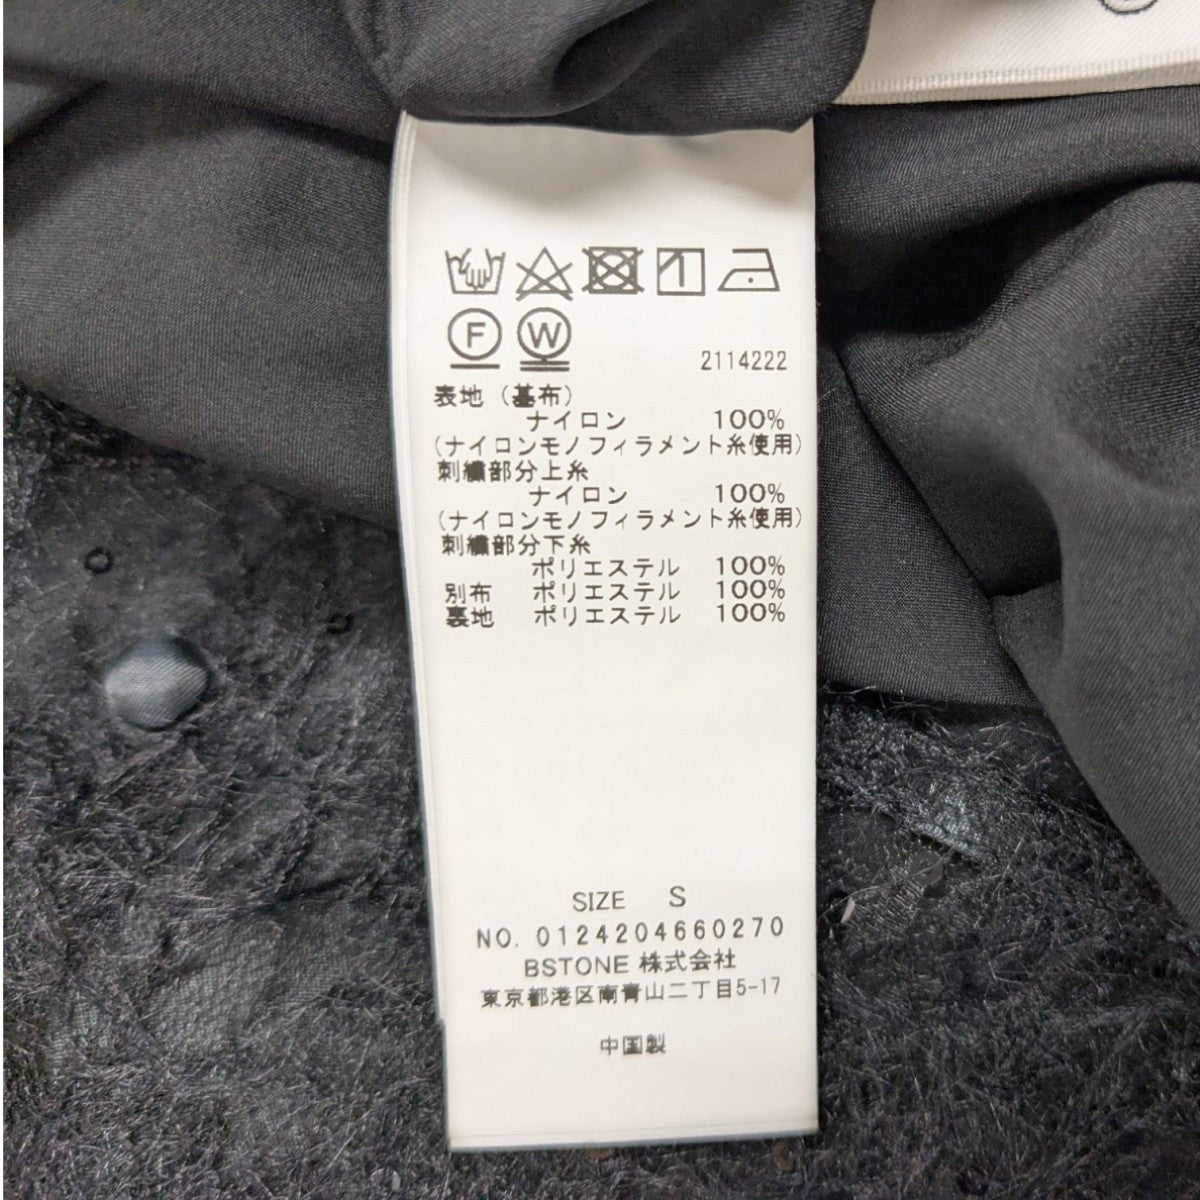 F W
2114222
表地（基布）
ナイロン 100%
(ナイロンモノフィラメント糸使用)
刺繍部分上糸
ナイロン 100%
(ナイロンモノフィラメント糸使用)
刺繍部分下糸
ポリエステル 100%
別布 ポリエステル 100%
裏地 ポリエステル 100%
SIZE S
NO. 0124204660270
BSTONE 株式会社
東京都港区南青山二丁目5-17
中国製